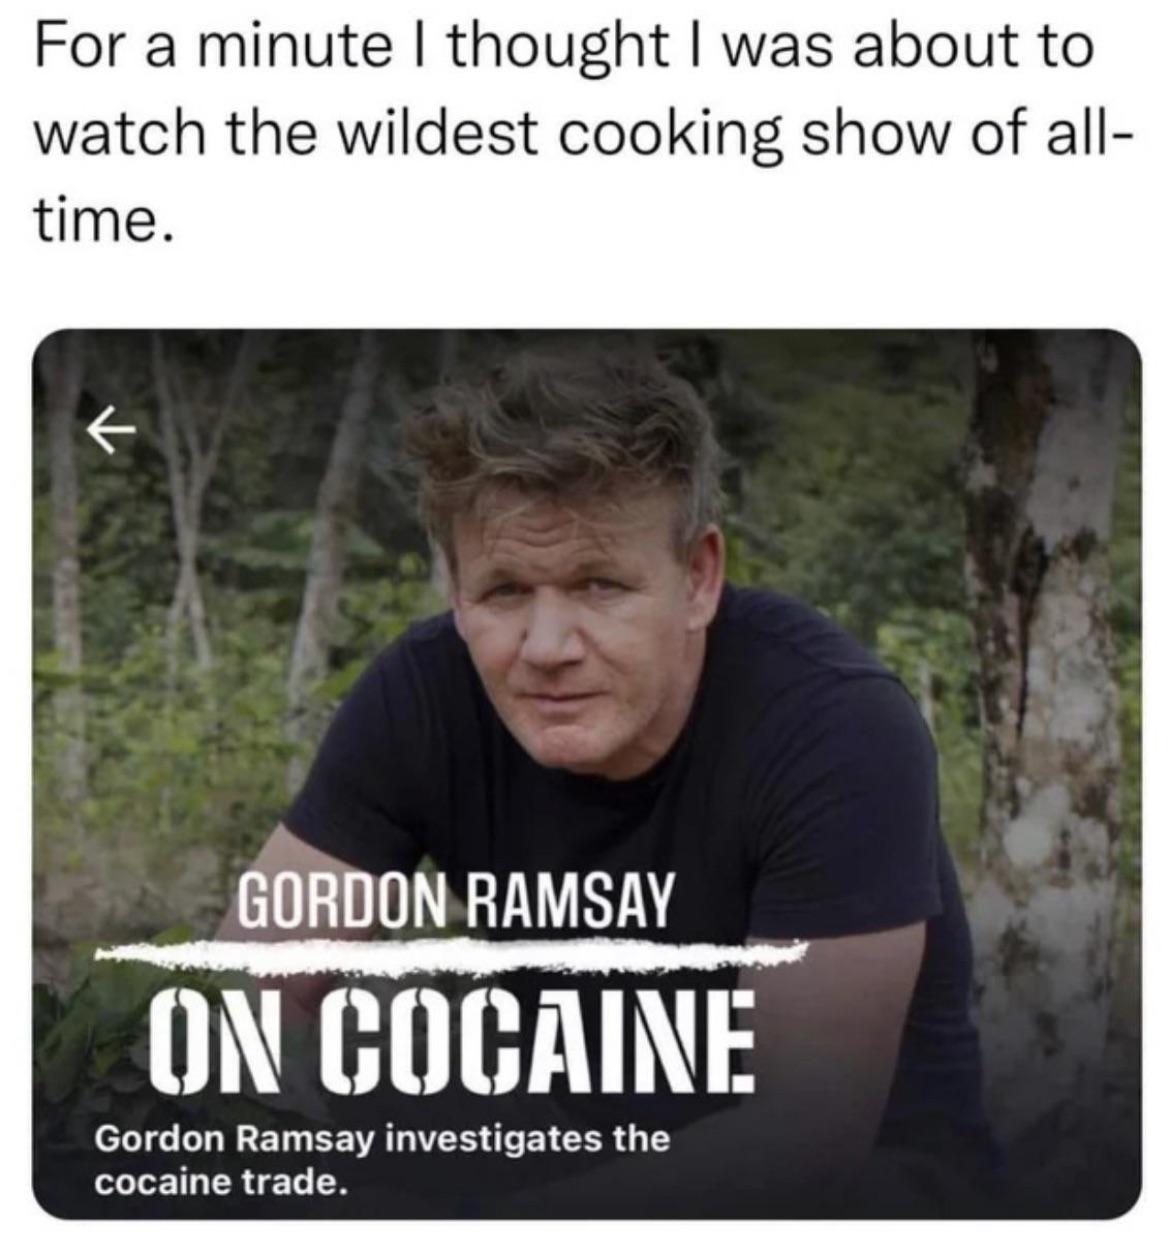 For a minute I thought I was about to
watch the wildest cooking show of all-
time.
GORDON RAMSAY
ON COCAINE
Gordon Ramsay investigates the
cocaine trade.